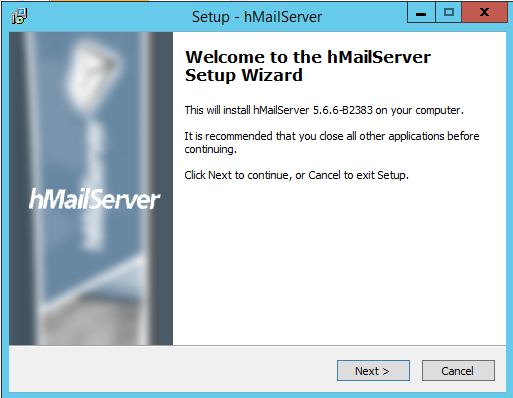 Setup - hMailServer
Welcome to the hMailServer
Setup Wizard
This will install hMailServer 5.6.6-B2383 on your computer.
It is recommended that you close all other applications before
continuing.
Click Next to continue, or Cancel to exit Setup.
hMailServer
Next >
Cancel